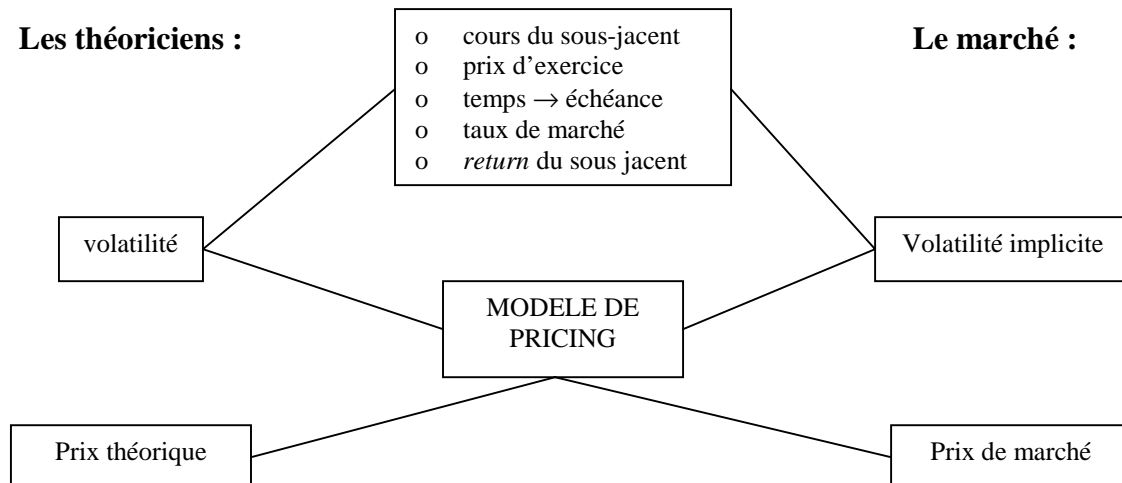 Les théoriciens :
o cours du sous-jacent
o prix d'exercice
o temps → échéance
o taux de marché
o return du sous jacent
Le marché :
volatilité
Volatilité implicite
MODELE DE
PRICING
Prix théorique
Prix de marché